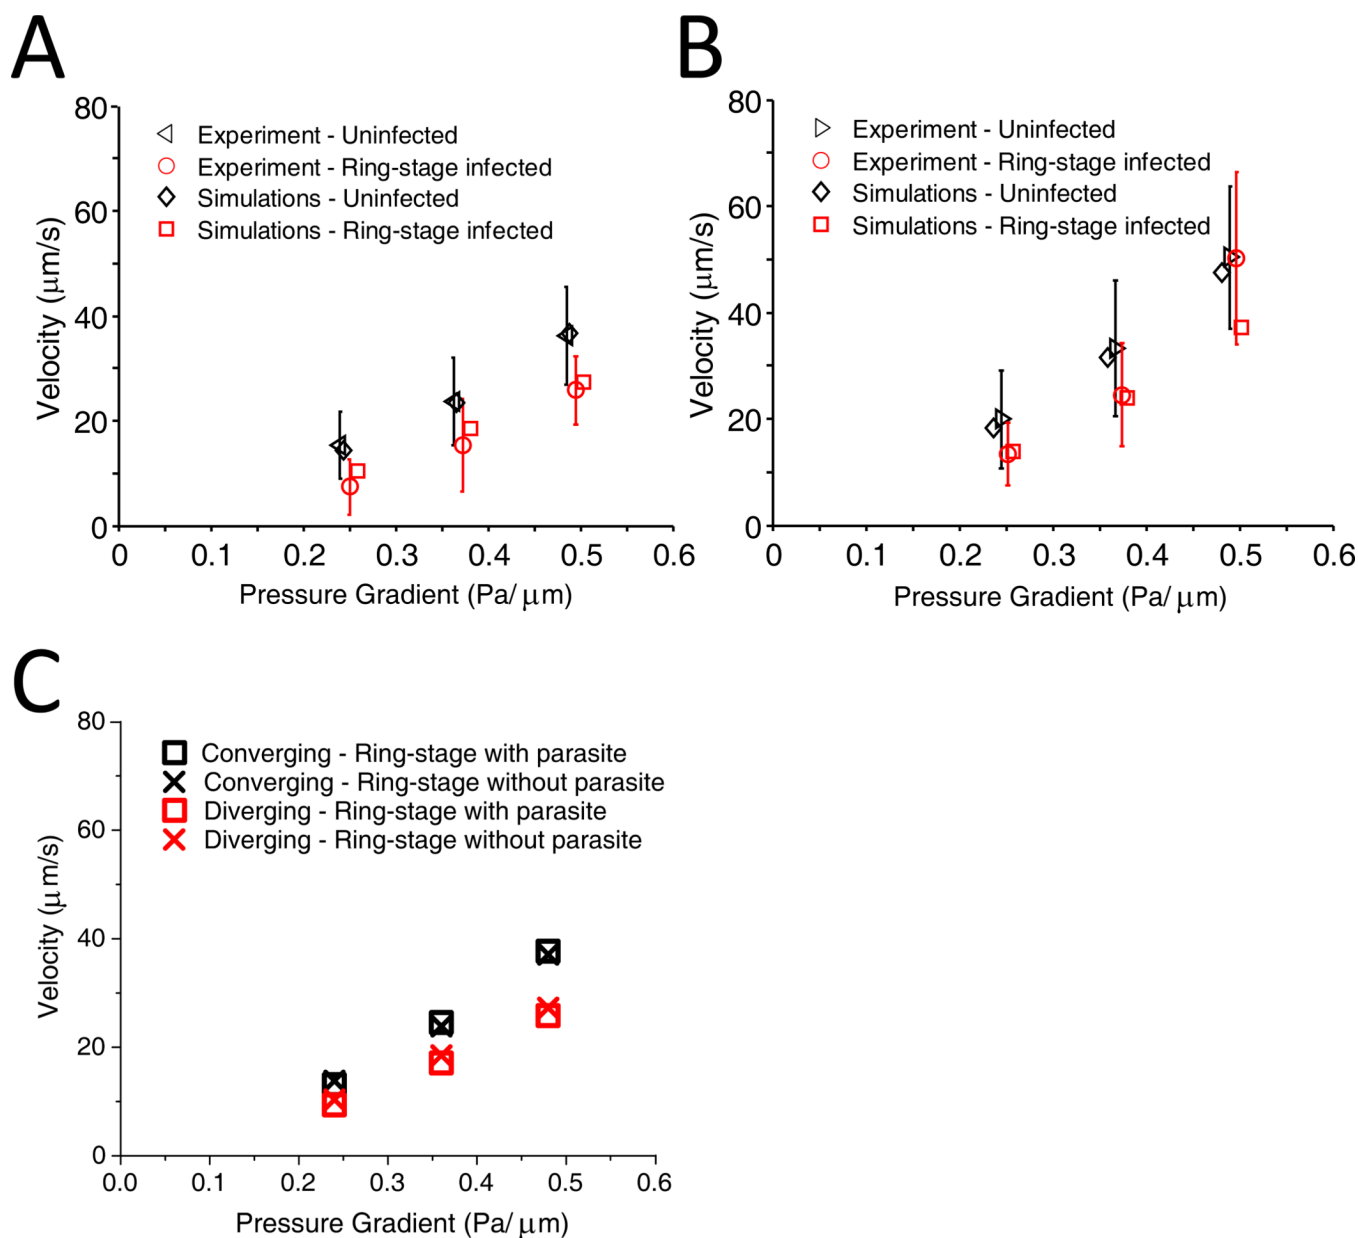 A
80
60
40
20
0
Velocity (μm/s)
Experiment - Uninfected
Experiment - Ring-stage infected
Simulations - Uninfected
Simulations - Ring-stage infected
0 0.1 0.2 0.3 0.4 0.5 0.6
Pressure Gradient (Pa/μm)
B
80
60
40
20
0
Velocity (μm/s)
Experiment - Uninfected
Experiment - Ring-stage infected
Simulations - Uninfected
Simulations - Ring-stage infected
0 0.1 0.2 0.3 0.4 0.5 0.6
Pressure Gradient (Pa/μm)
C
80
60
40
20
0
Velocity (μm/s)
Converging - Ring-stage with parasite
Converging - Ring-stage without parasite
Diverging - Ring-stage with parasite
Diverging - Ring-stage without parasite
0.0 0.1 0.2 0.3 0.4 0.5 0.6
Pressure Gradient (Pa/μm)